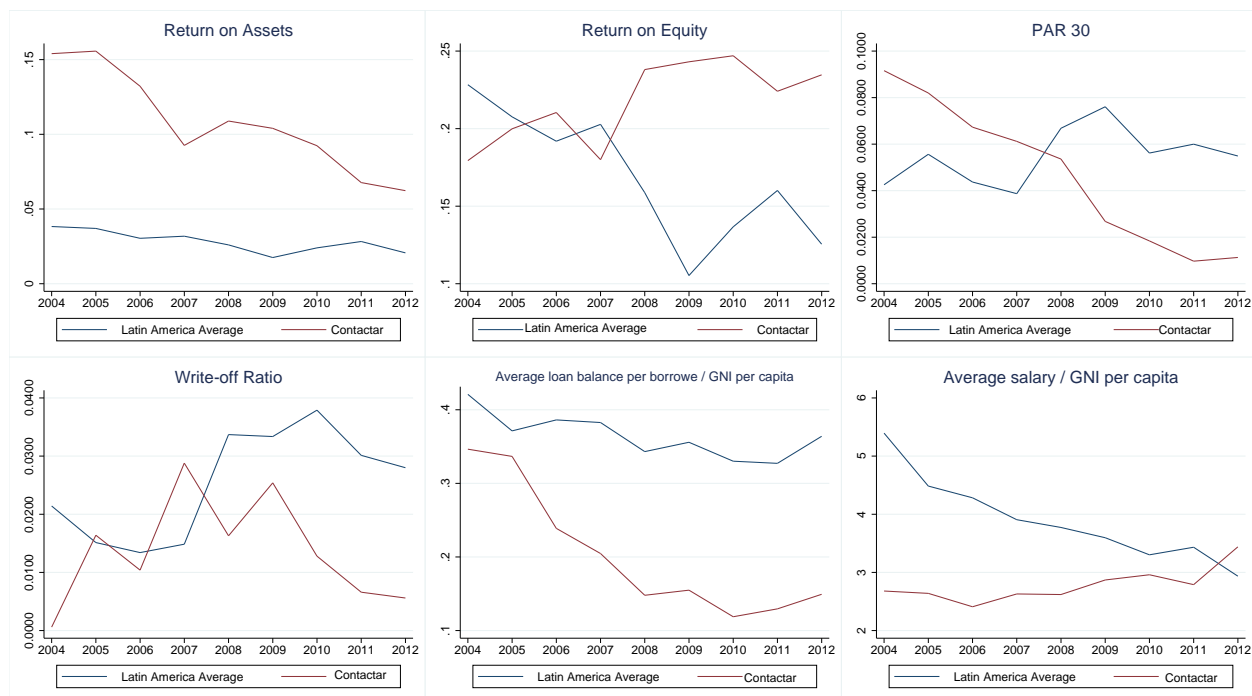 Return on Assets
.15
.1
.05
0
2004 2005 2006 2007 2008 2009 2010 2011 2012
Latin America Average Contactar
Return on Equity
.25
.2
.15
.1
2004 2005 2006 2007 2008 2009 2010 2011 2012
Latin America Average Contactar
PAR 30
0.1000
0.0800
0.0600
0.0400
0.0200
0.0000
2004 2005 2006 2007 2008 2009 2010 2011 2012
Latin America Average Contactar
Write-off Ratio
0.0400
0.0300
0.0200
0.0100
0.0000
2004 2005 2006 2007 2008 2009 2010 2011 2012
Latin America Average Contactar
Average loan balance per borrowe / GNI per capita
.4
.3
.2
.1
2004 2005 2006 2007 2008 2009 2010 2011 2012
Latin America Average Contactar
Average salary / GNI per capita
6
5
4
3
2
2004 2005 2006 2007 2008 2009 2010 2011 2012
Latin America Average Contactar